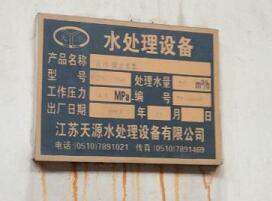 水处理设备
产品名称
型号 处理水量 m³/h
工作压力 MPa 编号
出厂日期 年 月 日
江苏天源水处理设备有限公司
电话(0510)7891021 传真(0510)7891469